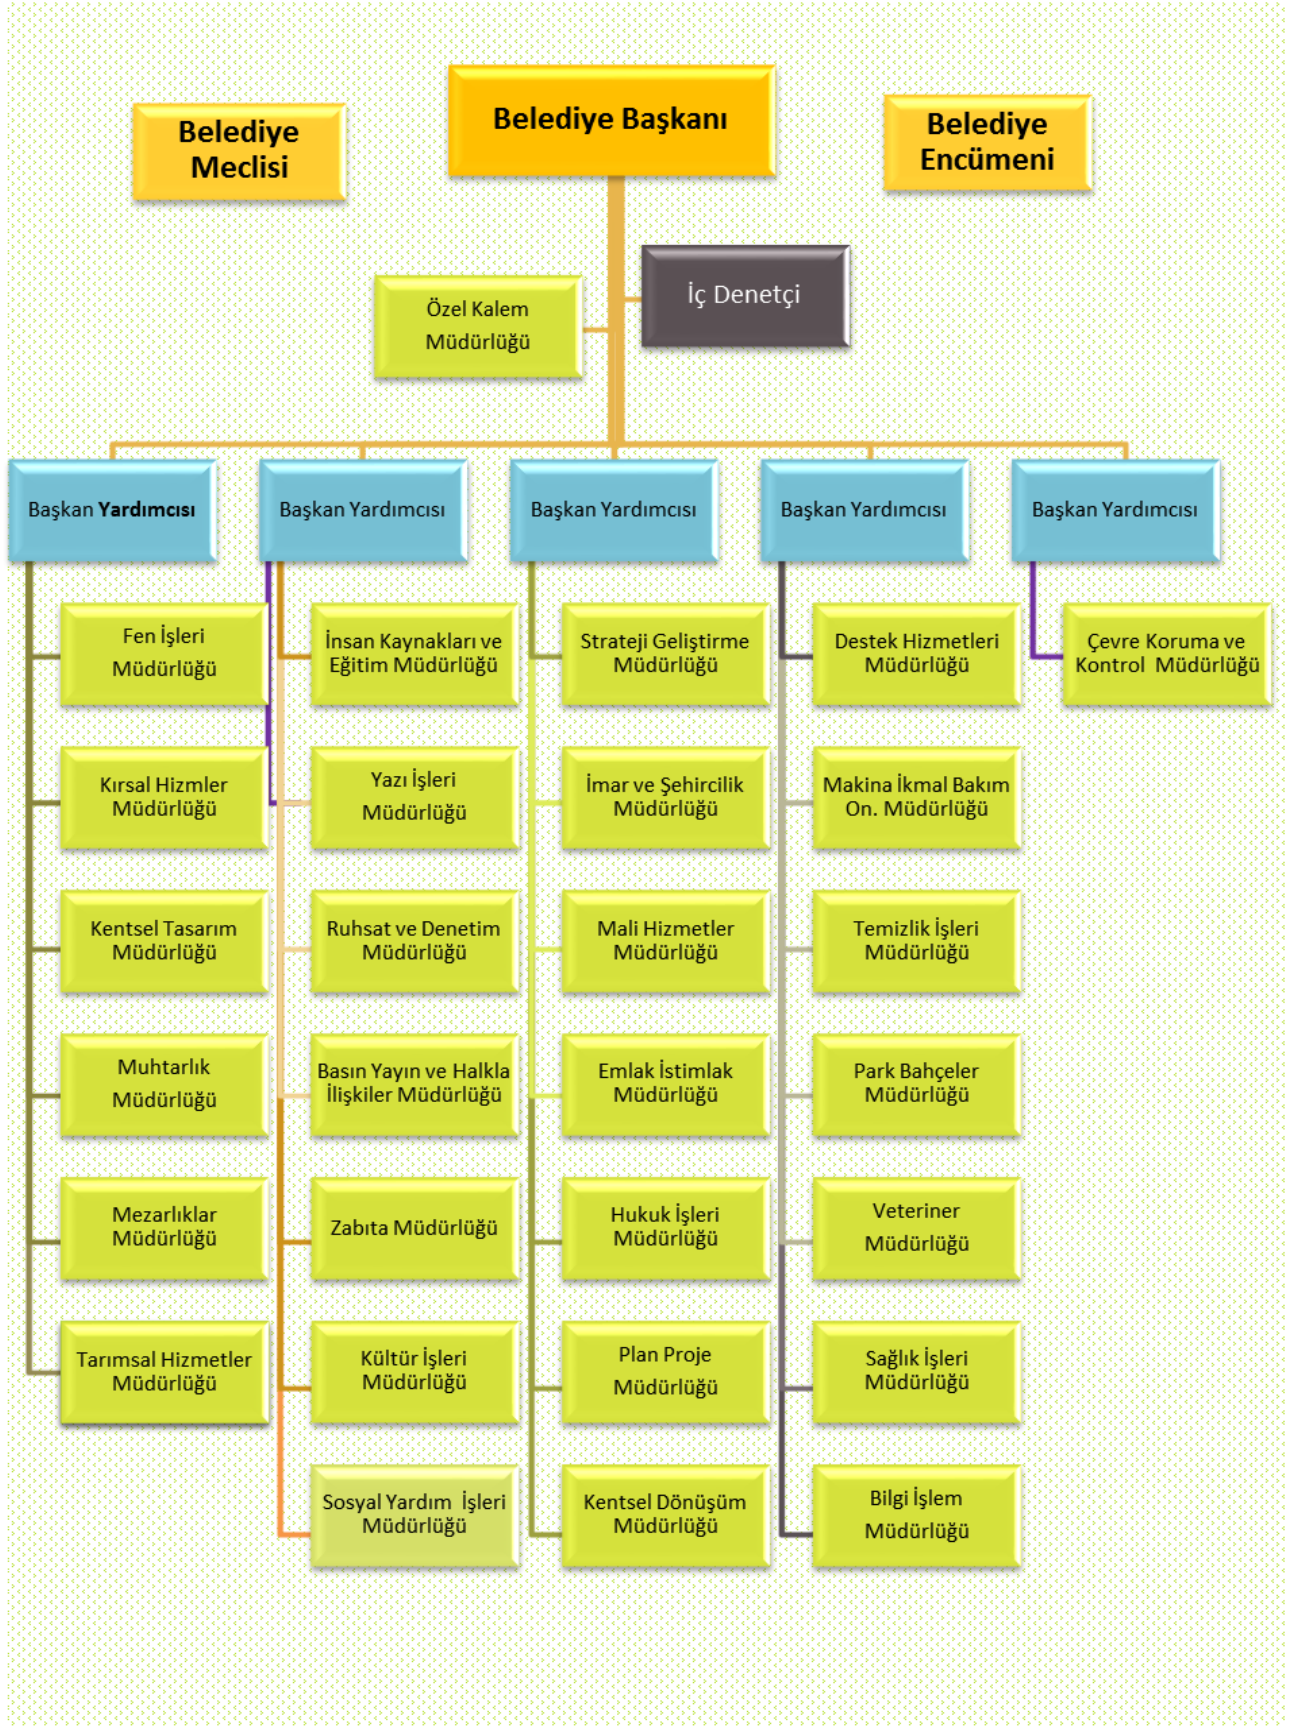 Belediye Başkanı
Belediye
Meclisi
Belediye
Encümeni
İç Denetçi
Özel Kalem
Müdürlüğü
Başkan Yardımcısı
Başkan Yardımcısı
Başkan Yardımcısı
Başkan Yardımcısı
Başkan Yardımcısı
Fen İşleri
Müdürlüğü
Kırsal Hizmler
Müdürlüğü
Kentsel Tasarım
Müdürlüğü
Muhtarlık
Müdürlüğü
Mezarlıklar
Müdürlüğü
Tarımsal Hizmetler
Müdürlüğü
İnsan Kaynakları ve
Eğitim Müdürlüğü
Yazı İşleri
Müdürlüğü
Ruhsat ve Denetim
Müdürlüğü
Basın Yayın ve Halkla
İlişkiler Müdürlüğü
Zabıta Müdürlüğü
Kültür İşleri
Müdürlüğü
Sosyal Yardım  İşleri
Müdürlüğü
Strateji Geliştirme
Müdürlüğü
İmar ve Şehircilik
Müdürlüğü
Mali Hizmetler
Müdürlüğü
Emlak İstimlak
Müdürlüğü
Hukuk İşleri
Müdürlüğü
Plan Proje
Müdürlüğü
Kentsel Dönüşüm
Müdürlüğü
Destek Hizmetleri
Müdürlüğü
Makina İkmal Bakım
On. Müdürlüğü
Temizlik İşleri
Müdürlüğü
Park Bahçeler
Müdürlüğü
Veteriner
Müdürlüğü
Sağlık İşleri
Müdürlüğü
Bilgi İşlem
Müdürlüğü
Çevre Koruma ve
Kontrol  Müdürlüğü